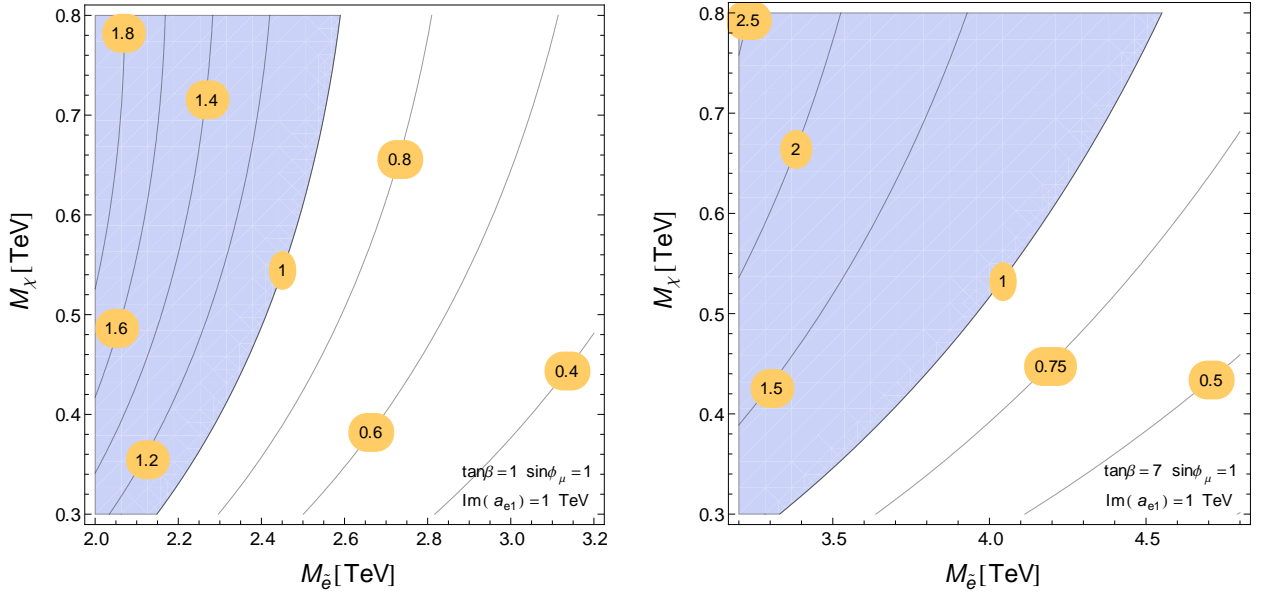 0.8
0.7
0.6
0.5
0.4
0.3
M_χ [TeV]
1.8
1.4
0.8
1
1.6
0.4
0.6
1.2
tanβ=1 sinϕ_μ=1
Im(a_e1)=1 TeV
2.0 2.2 2.4 2.6 2.8 3.0 3.2
M_ẽ [TeV]
0.8
0.7
0.6
0.5
0.4
0.3
M_χ [TeV]
2.5
2
1
0.75
1.5
0.5
tanβ=7 sinϕ_μ=1
Im(a_e1)=1 TeV
3.5 4.0 4.5
M_ẽ [TeV]